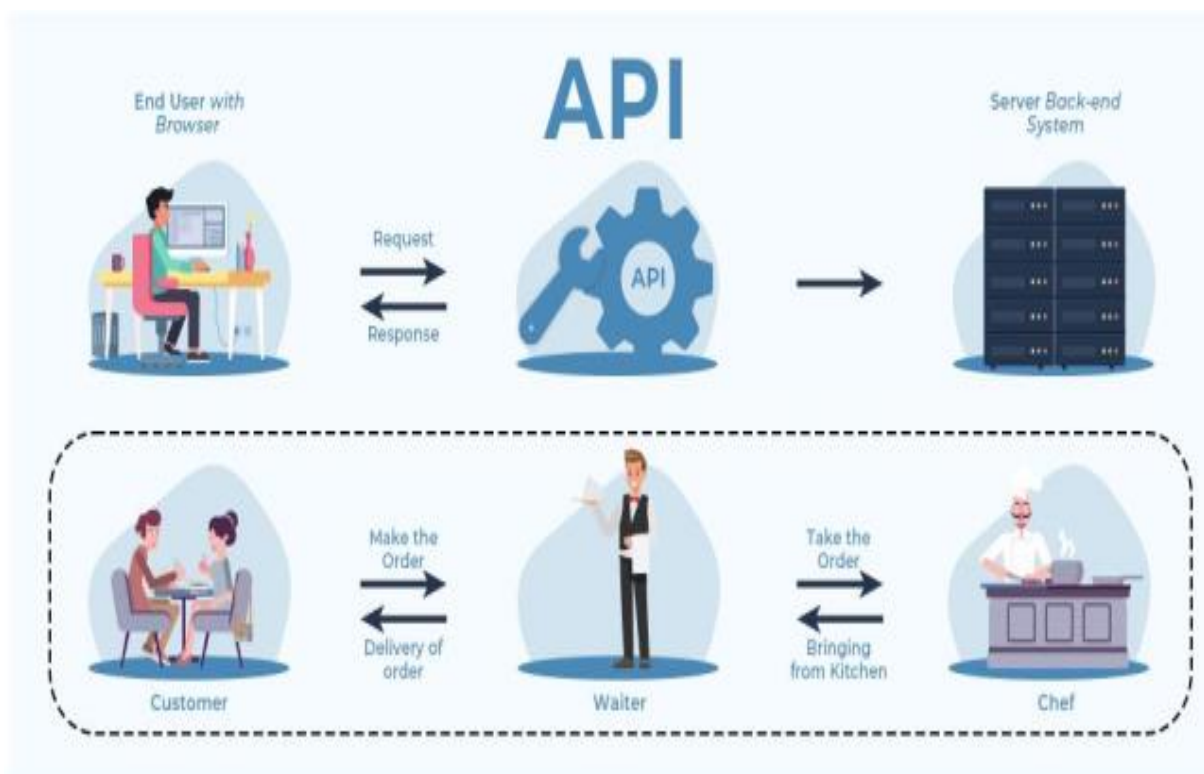 API
End User with
Browser
Server Back-end
System
Request
API
Response
Make the
Order
Take the
Order
Delivery of
order
Bringing
from Kitchen
Customer
Waiter
Chef